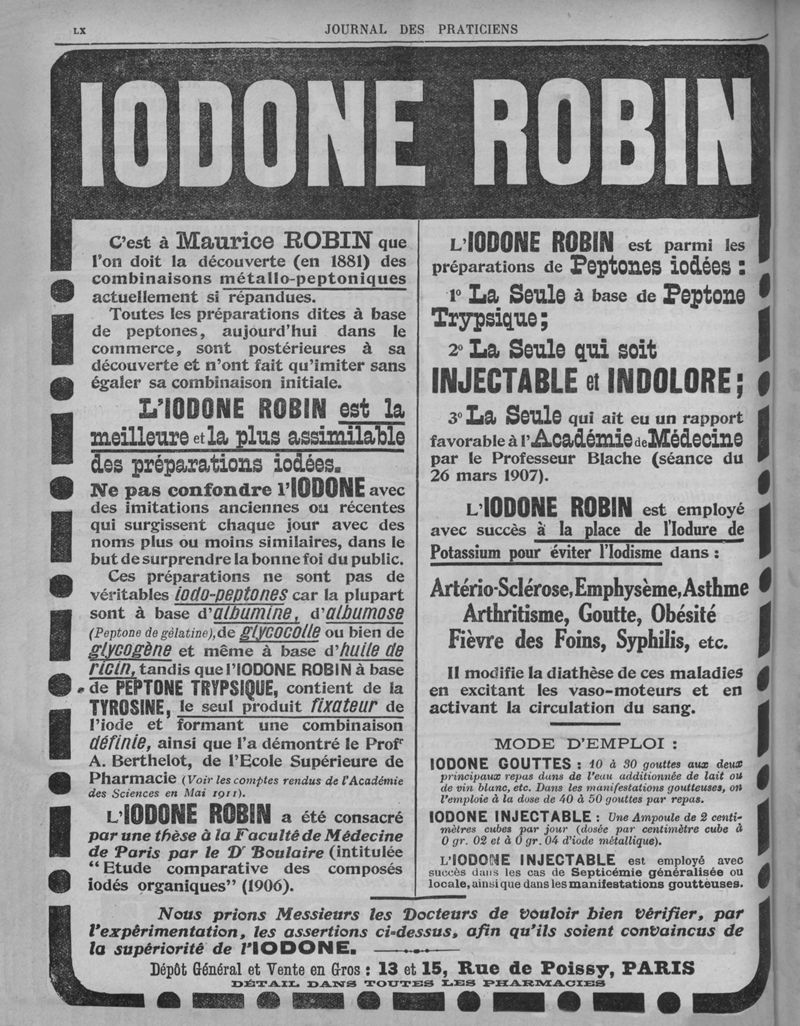 LX
JOURNAL DES PRATICIENS
IODONE ROBIN
C'est à Maurice ROBIN que
l'on doit la découverte (en 1881) des
combinaisons métallo-peptoniques
actuellement si répandues.
Toutes les préparations dites à base
de peptones, aujourd'hui dans le
commerce, sont postérieures à sa
découverte et n'ont fait qu'imiter sans
égaler sa combinaison initiale.
L'IODONE ROBIN est la
meilleure et la plus assimilable
des préparations iodées.
Ne pas confondre l'IODONE avec
des imitations anciennes ou récentes
qui surgissent chaque jour avec des
noms plus ou moins similaires, dans le
but de surprendre la bonne foi du public.
Ces préparations ne sont pas de
véritables iodo-peptones car la plupart
sont à base d'albumine, d'albumose
(Peptone de gélatine), de glycocolle ou bien de
glycogène et même à base d'huile de
ricin, tandis que l'IODONE ROBIN à base
de PEPTONE TRYPSIQUE, contient de la
TYROSINE, le seul produit fixateur de
l'iode et formant une combinaison
définie, ainsi que l'a démontré le Profr
A. Berthelot, de l'Ecole Supérieure de
Pharmacie (Voir les comptes rendus de l'Académie
des Sciences en Mai 1911).
L'IODONE ROBIN a été consacré
par une thèse à la Faculté de Médecine
de Paris par le Dr Boulaire (intitulée
"Etude comparative des composés
iodés organiques" (1906).
L'IODONE ROBIN est parmi les
préparations de Peptones iodées :
1º La Seule à base de Peptone
Trypsique;
2º La Seule qui soit
INJECTABLE et INDOLORE;
3º La Seule qui ait eu un rapport
favorable à l'Académie de Médecine
par le Professeur Blache (séance du
26 mars 1907).
L'IODONE ROBIN est employé
avec succès à la place de l'Iodure de
Potassium pour éviter l'Iodisme dans :
Artério-Sclérose, Emphysème, Asthme
Arthritisme, Goutte, Obésité
Fièvre des Foins, Syphilis, etc.
Il modifie la diathèse de ces maladies
en excitant les vaso-moteurs et en
activant la circulation du sang.
MODE D'EMPLOI :
IODONE GOUTTES : 10 à 30 gouttes aux deux
principaux repas dans de l'eau additionnée de lait ou
de vin blanc, etc. Dans les manifestations goutteuses, on
l'emploie à la dose de 40 à 50 gouttes par repas.
IODONE INJECTABLE : Une Ampoule de 2 centi-
mètres cubes par jour (dosée par centimètre cube à
0 gr. 02 et à 0 gr. 04 d'iode métallique).
L'IODONE INJECTABLE est employé avec
succès dans les cas de Septicémie généralisée ou
locale, ainsi que dans les manifestations goutteuses.
Nous prions Messieurs les Docteurs de vouloir bien vérifier, par
l'expérimentation, les assertions ci-dessus, afin qu'ils soient convaincus de
la supériorité de l'IODONE.
Dépôt Général et Vente en Gros : 13 et 15, Rue de Poissy, PARIS
DÉTAIL DANS TOUTES LES PHARMACIES